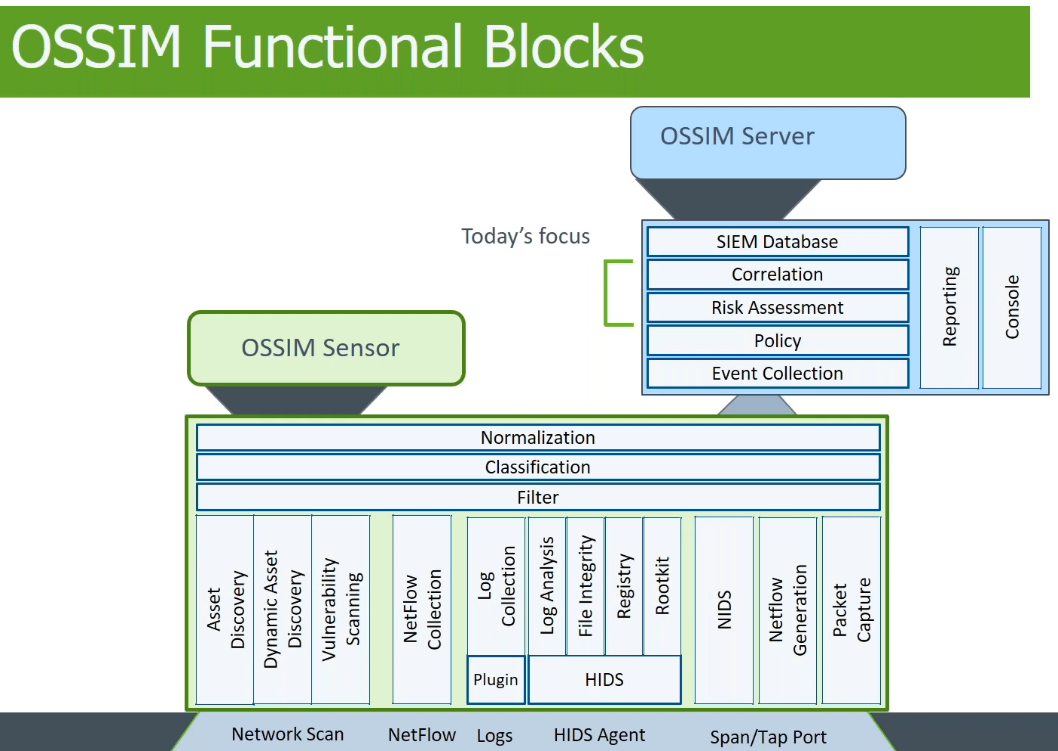 OSSIM Functional Blocks
OSSIM Server
Today's focus
SIEM Database
Correlation
Risk Assessment
Policy
Event Collection
Reporting
Console
OSSIM Sensor
Normalization
Classification
Filter
Asset
Discovery
Dynamic Asset
Discovery
Vulnerability
Scanning
NetFlow
Collection
Log
Collection
Log Analysis
File Integrity
Registry
Rootkit
NIDS
Netflow
Generation
Packet
Capture
Plugin
HIDS
Network Scan
NetFlow
Logs
HIDS Agent
Span/Tap Port